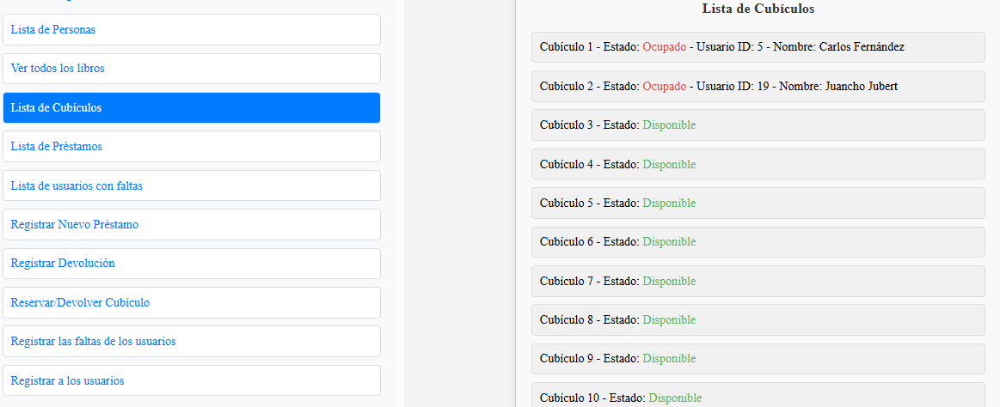 Lista de Personas
Ver todos los libros
Lista de Cubículos
Lista de Préstamos
Lista de usuarios con faltas
Registrar Nuevo Préstamo
Registrar Devolución
Reservar/Devolver Cubículo
Registrar las faltas de los usuarios
Registrar a los usuarios
Lista de Cubículos
Cubículo 1 - Estado: Ocupado - Usuario ID: 5 - Nombre: Carlos Fernández
Cubículo 2 - Estado: Ocupado - Usuario ID: 19 - Nombre: Juancho Jubert
Cubículo 3 - Estado: Disponible
Cubículo 4 - Estado: Disponible
Cubículo 5 - Estado: Disponible
Cubículo 6 - Estado: Disponible
Cubículo 7 - Estado: Disponible
Cubículo 8 - Estado: Disponible
Cubículo 9 - Estado: Disponible
Cubículo 10 - Estado: Disponible